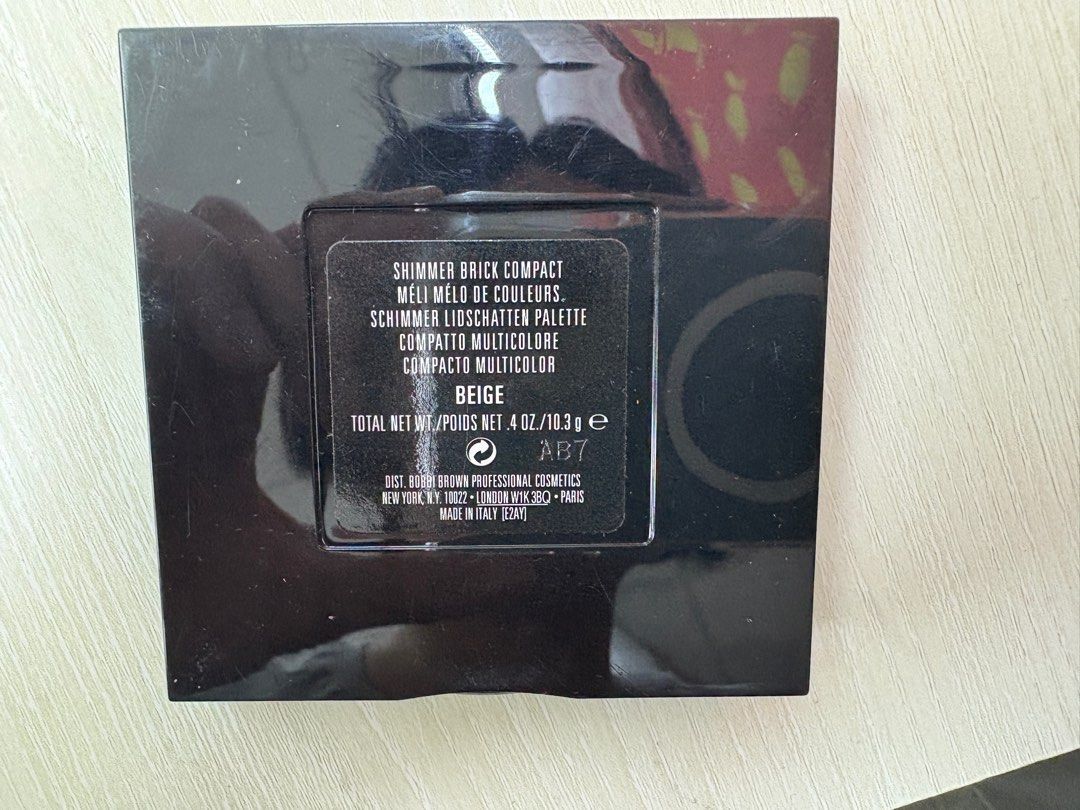 SHIMMER BRICK COMPACT
MÉLI MÉLO DE COULEURS
SCHIMMER LIDSCHATTEN PALETTE
COMPATTO MULTICOLORE
COMPACTO MULTICOLOR
BEIGE
TOTAL NET WT./POIDS NET .4 OZ./10.3 g ℮
AB7
DIST. BOBBI BROWN PROFESSIONAL COSMETICS
NEW YORK, N.Y. 10022 • LONDON W1K 3BQ • PARIS
MADE IN ITALY [E2AY]